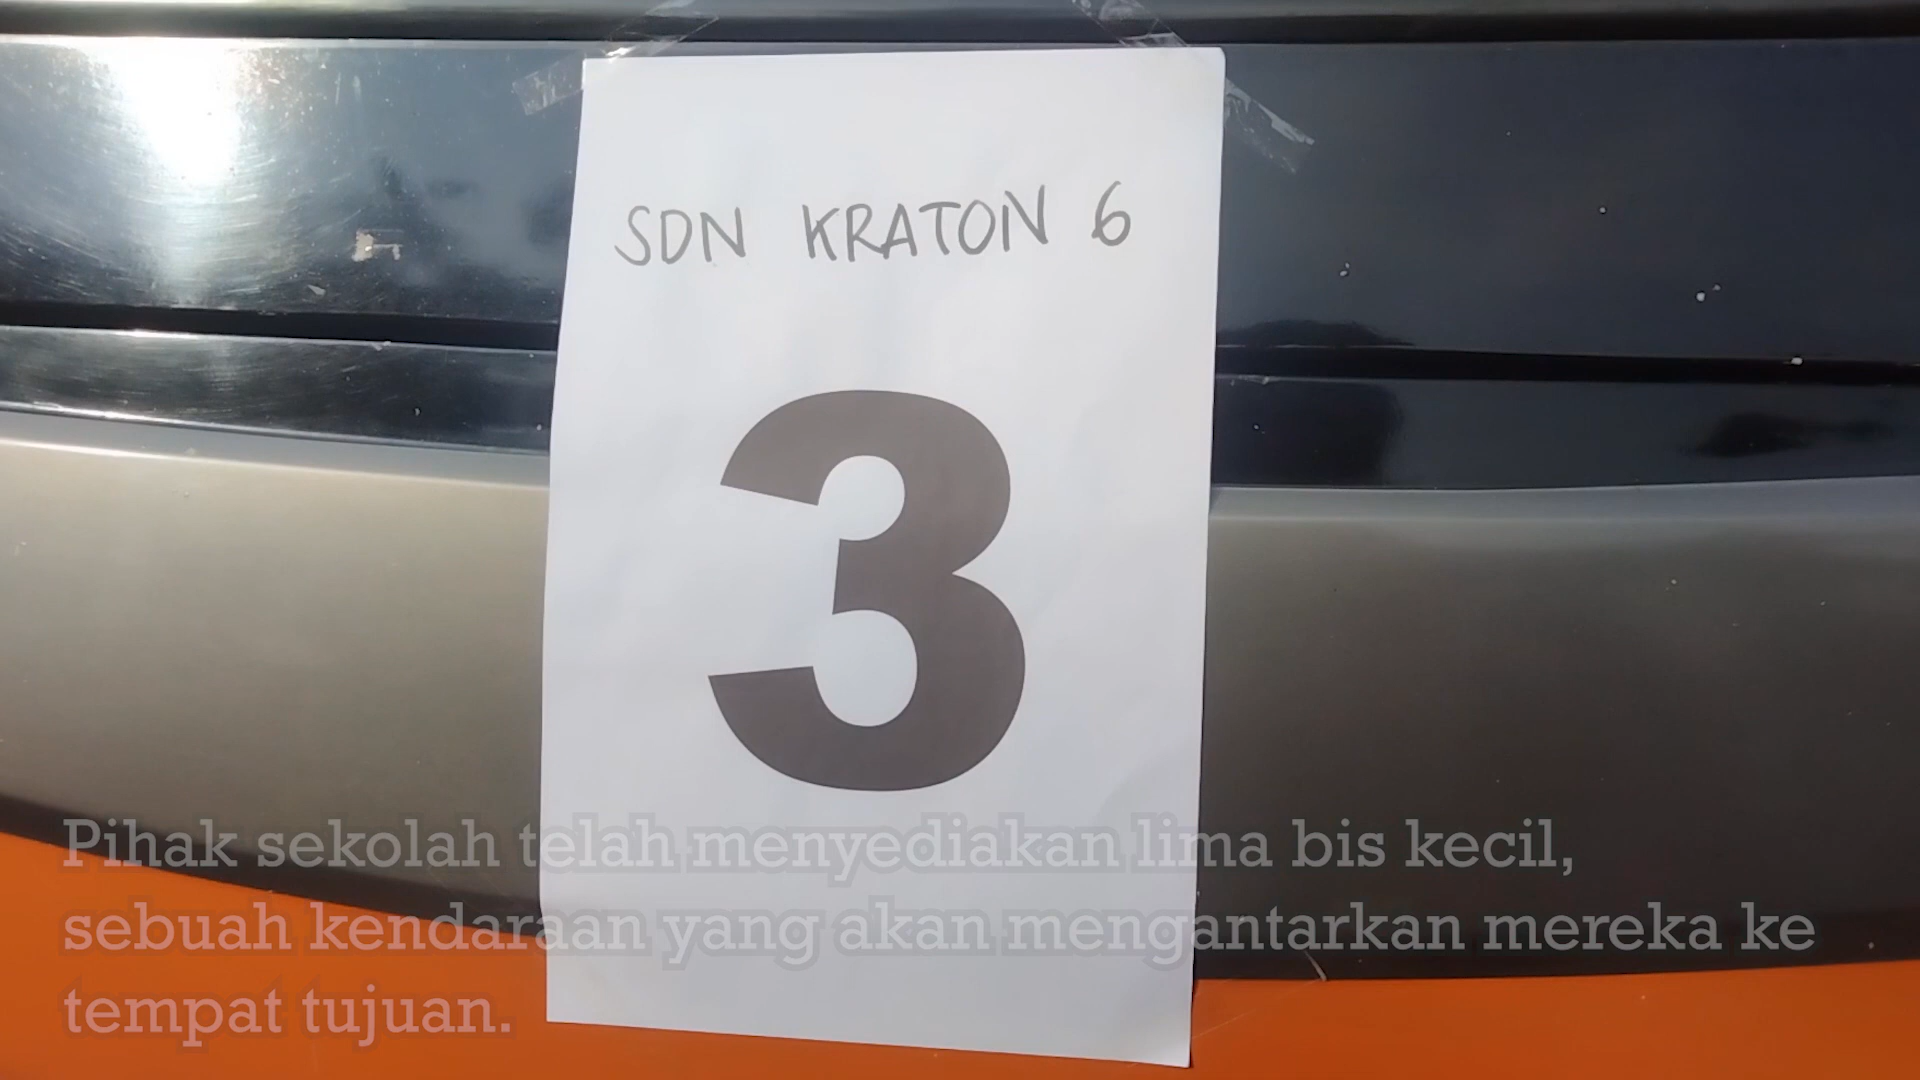 SDN KRATON 6
3
Pihak sekolah telah menyediakan lima bis kecil,
sebuah kendaraan yang akan mengantarkan mereka ke
tempat tujuan.